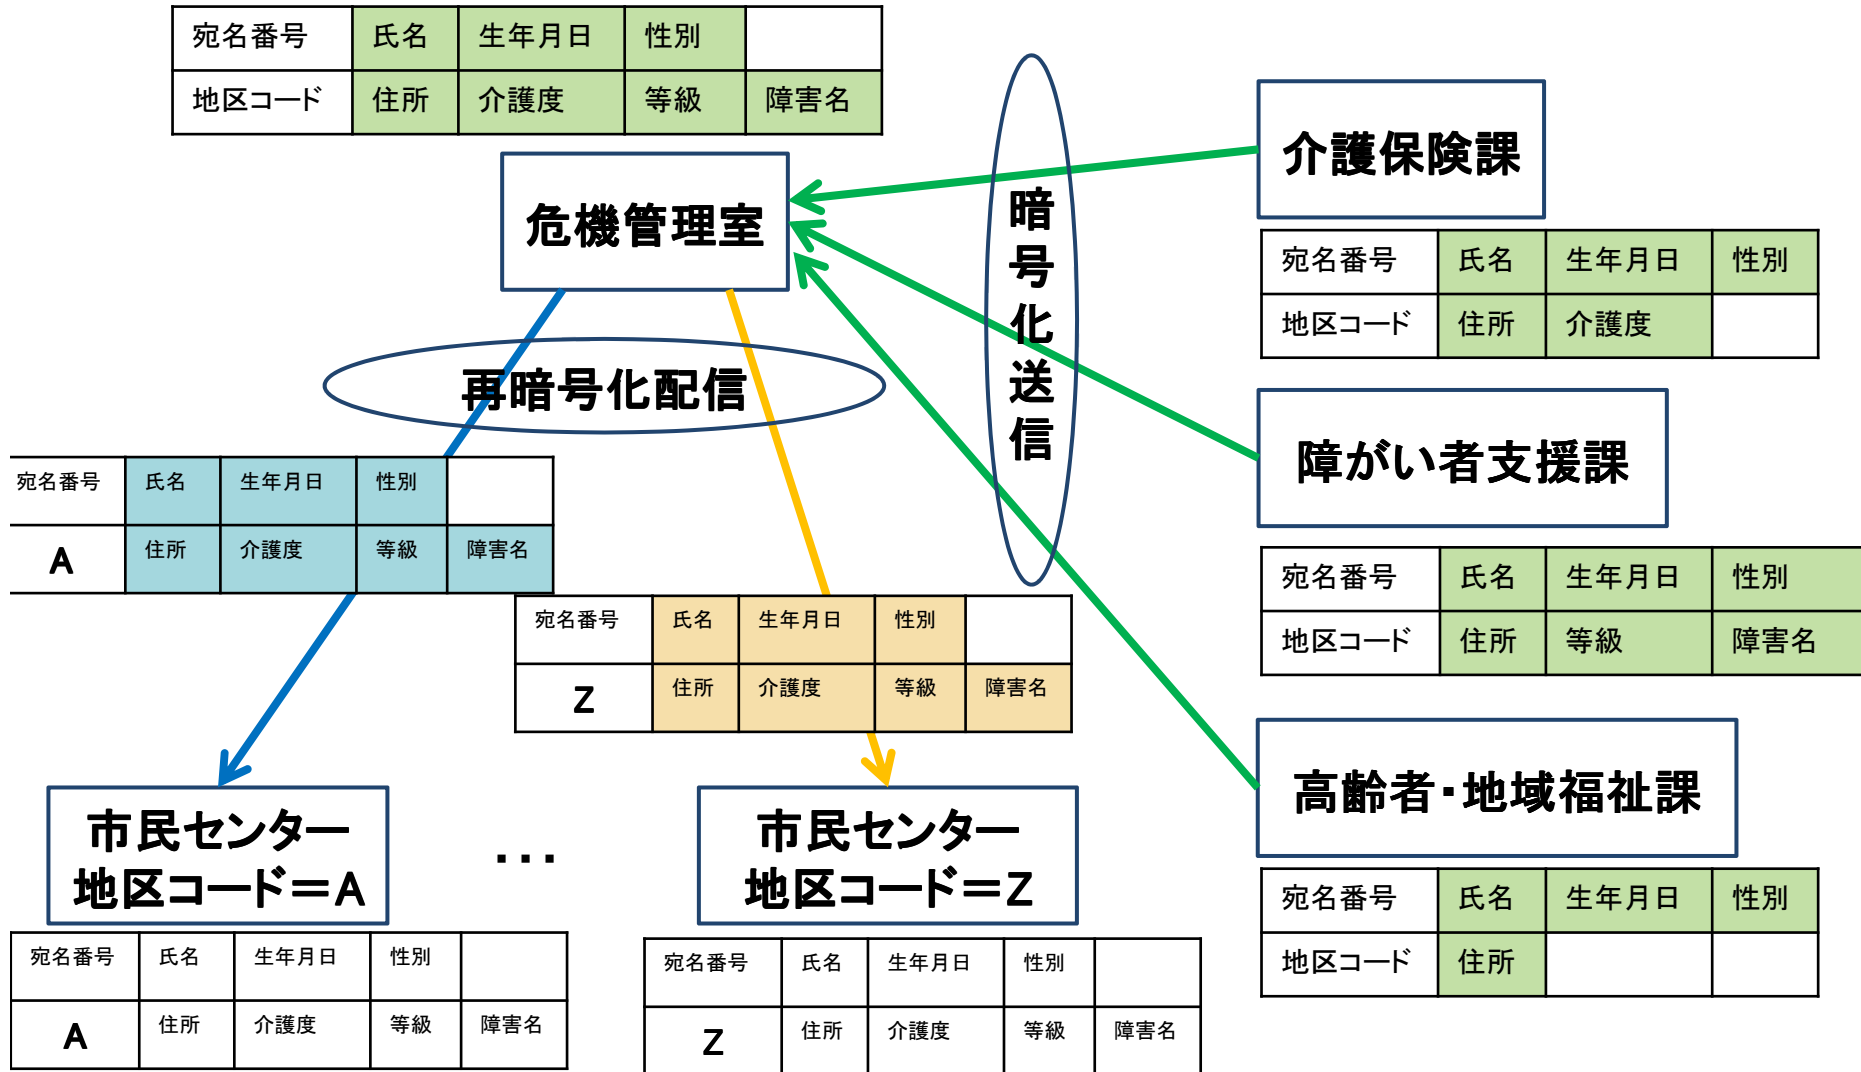 宛名番号 氏名 生年月日 性別
地区コード 住所 介護度 等級 障害名
危機管理室
暗号化送信
再暗号化配信
介護保険課
宛名番号 氏名 生年月日 性別
地区コード 住所 介護度
障がい者支援課
宛名番号 氏名 生年月日 性別
地区コード 住所 等級 障害名
高齢者・地域福祉課
宛名番号 氏名 生年月日 性別
地区コード 住所
宛名番号 氏名 生年月日 性別
A 住所 介護度 等級 障害名
宛名番号 氏名 生年月日 性別
Z 住所 介護度 等級 障害名
市民センター
地区コード＝A
・・・
市民センター
地区コード＝Z
宛名番号 氏名 生年月日 性別
A 住所 介護度 等級 障害名
宛名番号 氏名 生年月日 性別
Z 住所 介護度 等級 障害名